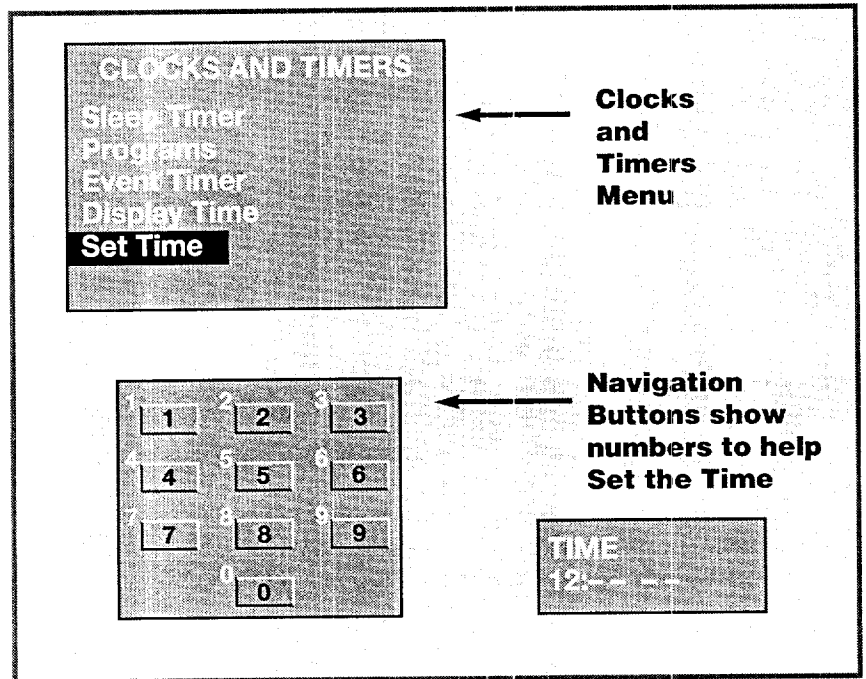 CLOCKS AND TIMERS
Sleep Timer
Programs
Event Timer
Display Time
Set Time
Clocks
and
Timers
Menu
1 1 2 2 3 3
4 4 5 5 6 6
7 7 8 8 9 9
0 0
Navigation
Buttons show
numbers to help
Set the Time
TIME
12:-- --